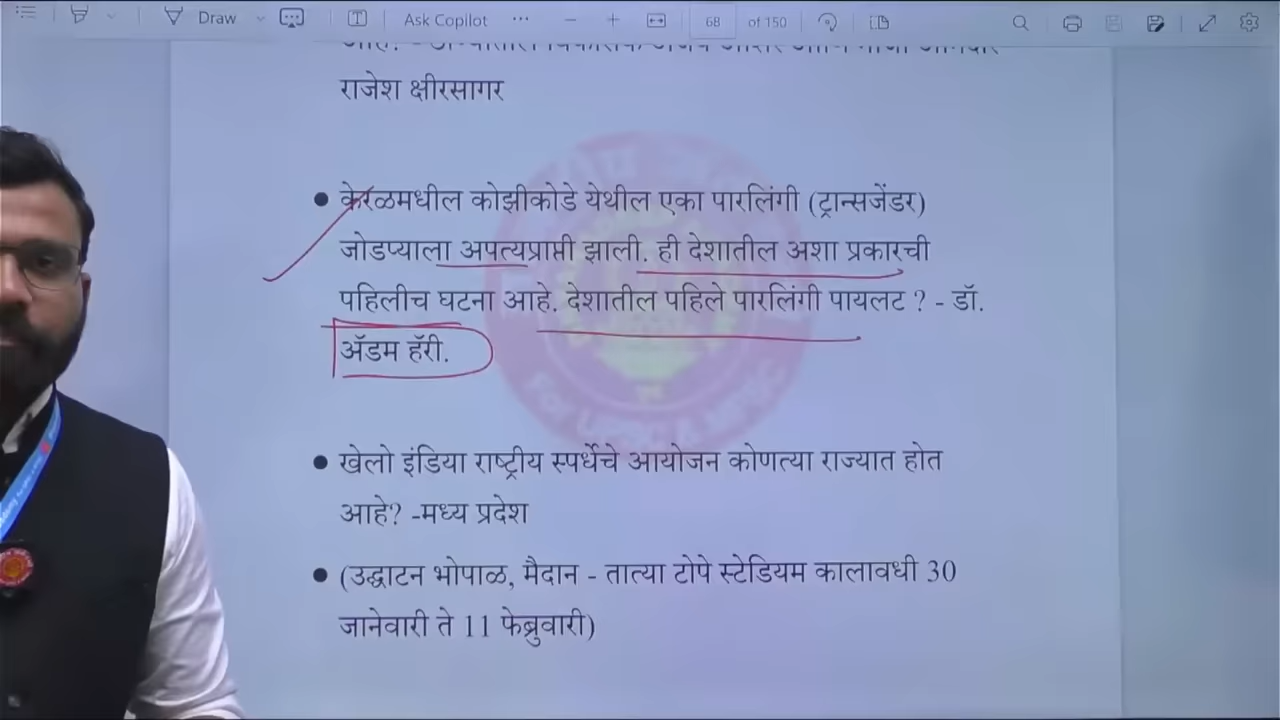 Draw
Ask Copilot
68 of 150
राजेश क्षीरसागर
केरळमधील कोझीकोडे येथील एका पारलिंगी (ट्रान्सजेंडर)
जोडप्याला अपत्यप्राप्ती झाली. ही देशातील अशा प्रकारची
पहिलीच घटना आहे. देशातील पहिले पारलिंगी पायलट ? - डॉ.
ॲडम हॅरी.
खेलो इंडिया राष्ट्रीय स्पर्धेचे आयोजन कोणत्या राज्यात होत
आहे? -मध्य प्रदेश
(उद्घाटन भोपाळ, मैदान - तात्या टोपे स्टेडियम कालावधी 30
जानेवारी ते 11 फेब्रुवारी)